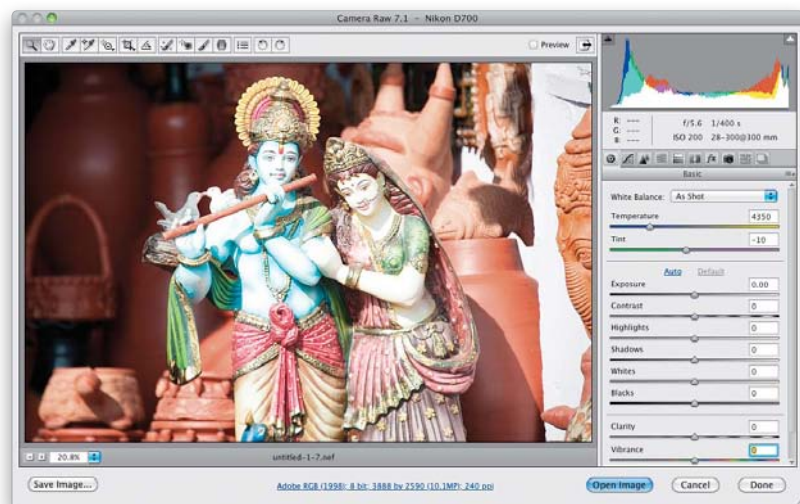 Camera Raw 7.1 – Nikon D700
Preview
R: ---
G: ---
B: ---
f/5.6 1/400 s
ISO 200 28-300@300 mm
Basic
White Balance: As Shot
Temperature 4350
Tint -10
Auto Default
Exposure 0.00
Contrast 0
Highlights 0
Shadows 0
Whites 0
Blacks 0
Clarity 0
Vibrance 0
20.8% untitled-1-7.nef
Save Image... Adobe RGB (1998); 8 bit; 3888 by 2590 (10.1MP); 240 ppi Open Image Cancel Done